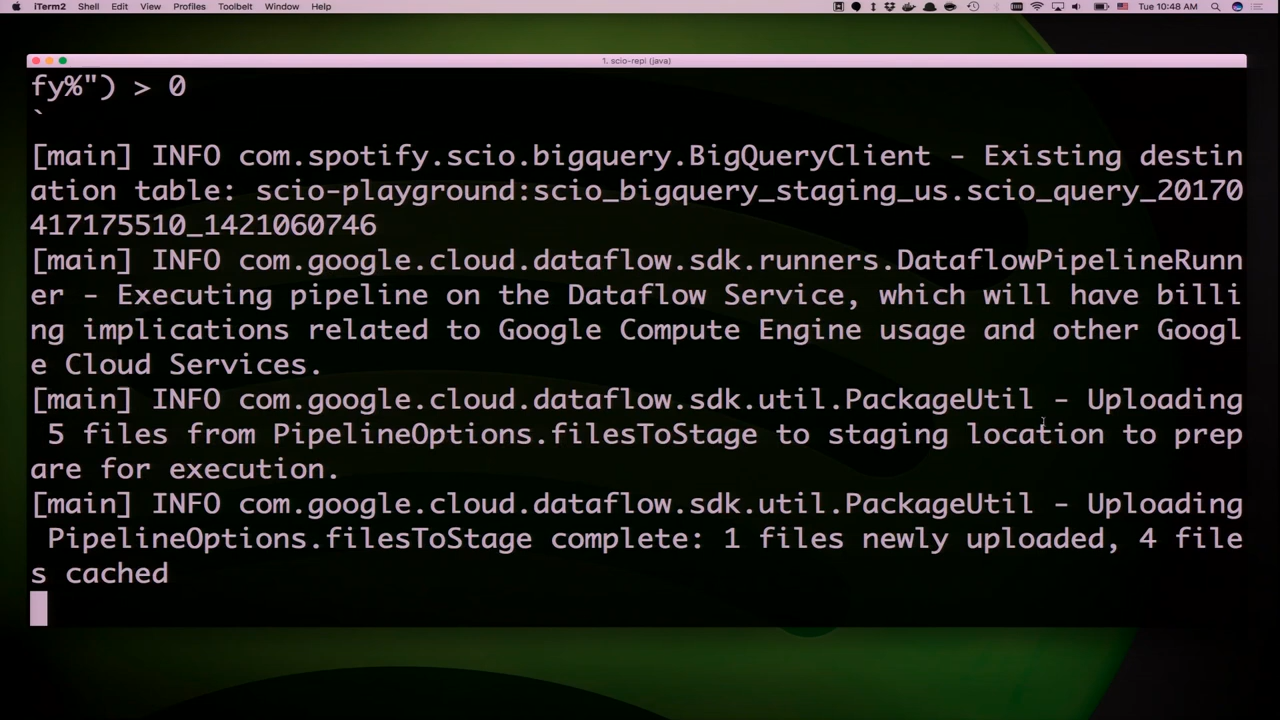 iTerm2 Shell Edit View Profiles Toolbelt Window Help Tue 10:48 AM
1. scio-repl (java)
fy%") > 0
`
[main] INFO com.spotify.scio.bigquery.BigQueryClient - Existing destin
ation table: scio-playground:scio_bigquery_staging_us.scio_query_20170
417175510_1421060746
[main] INFO com.google.cloud.dataflow.sdk.runners.DataflowPipelineRunn
er - Executing pipeline on the Dataflow Service, which will have billi
ng implications related to Google Compute Engine usage and other Googl
e Cloud Services.
[main] INFO com.google.cloud.dataflow.sdk.util.PackageUtil - Uploading
 5 files from PipelineOptions.filesToStage to staging location to prep
are for execution.
[main] INFO com.google.cloud.dataflow.sdk.util.PackageUtil - Uploading
 PipelineOptions.filesToStage complete: 1 files newly uploaded, 4 file
s cached